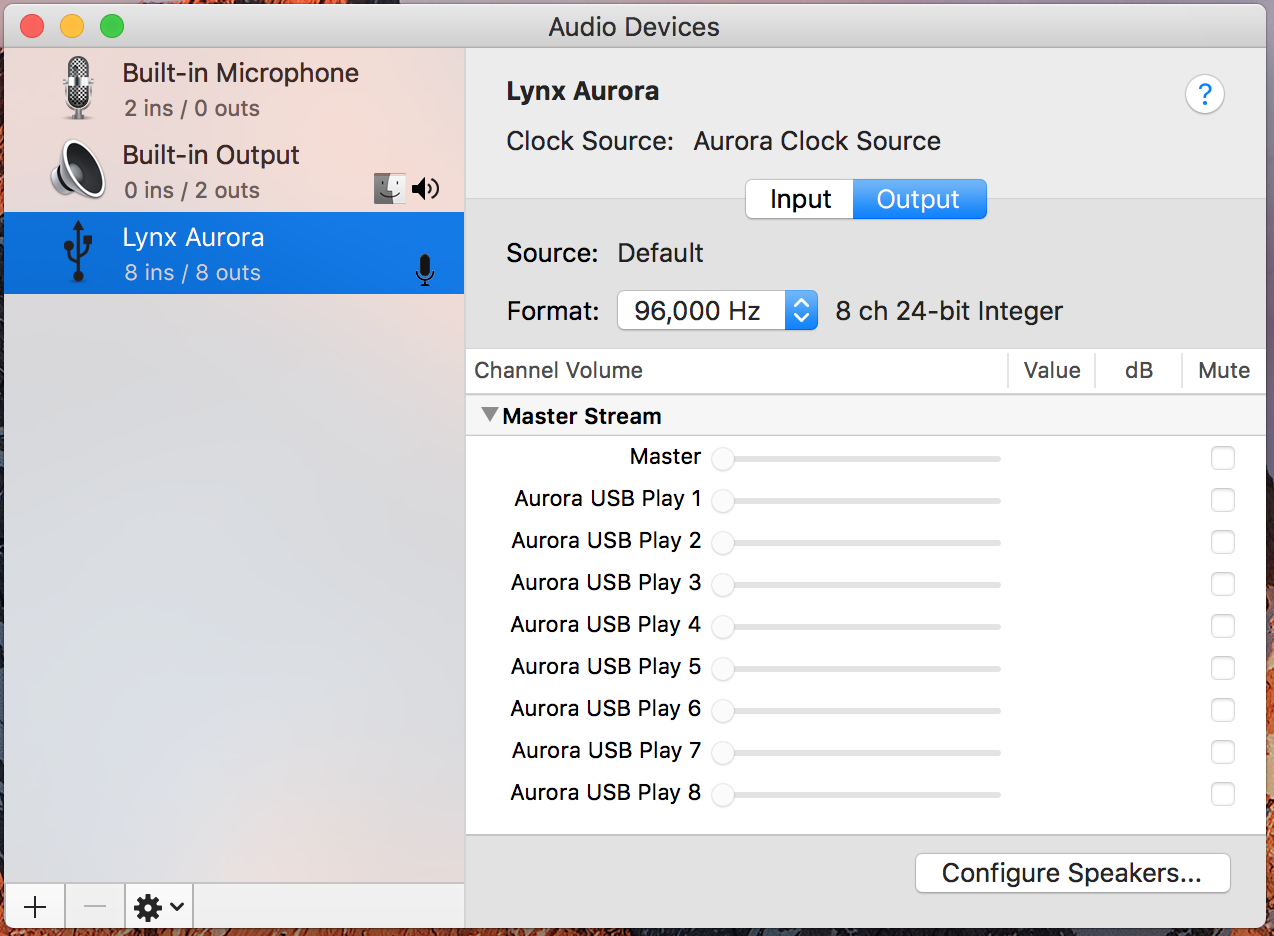 Audio Devices
Built-in Microphone
2 ins / 0 outs
Built-in Output
0 ins / 2 outs
Lynx Aurora
8 ins / 8 outs
Lynx Aurora
?
Clock Source: Aurora Clock Source
Input Output
Source: Default
Format: 96,000 Hz 8 ch 24-bit Integer
Channel Volume Value dB Mute
Master Stream
Master
Aurora USB Play 1
Aurora USB Play 2
Aurora USB Play 3
Aurora USB Play 4
Aurora USB Play 5
Aurora USB Play 6
Aurora USB Play 7
Aurora USB Play 8
Configure Speakers...